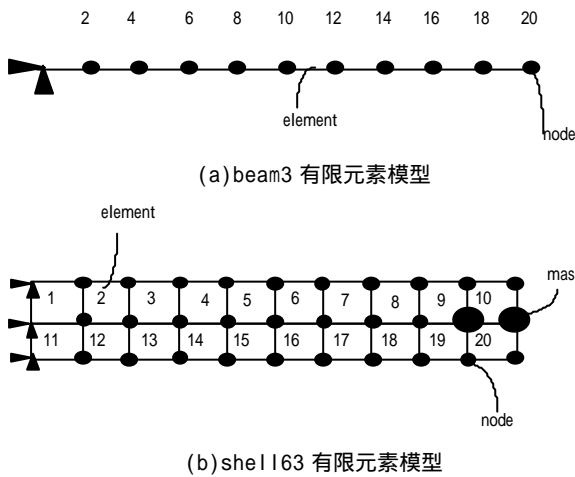 2 4 6 8 10 12 14 16 18 20
element
node
(a)beam3 有限元素模型
element
mas
1 2 3 4 5 6 7 8 9 10
11 12 13 14 15 16 17 18 19 20
node
(b)shell63 有限元素模型